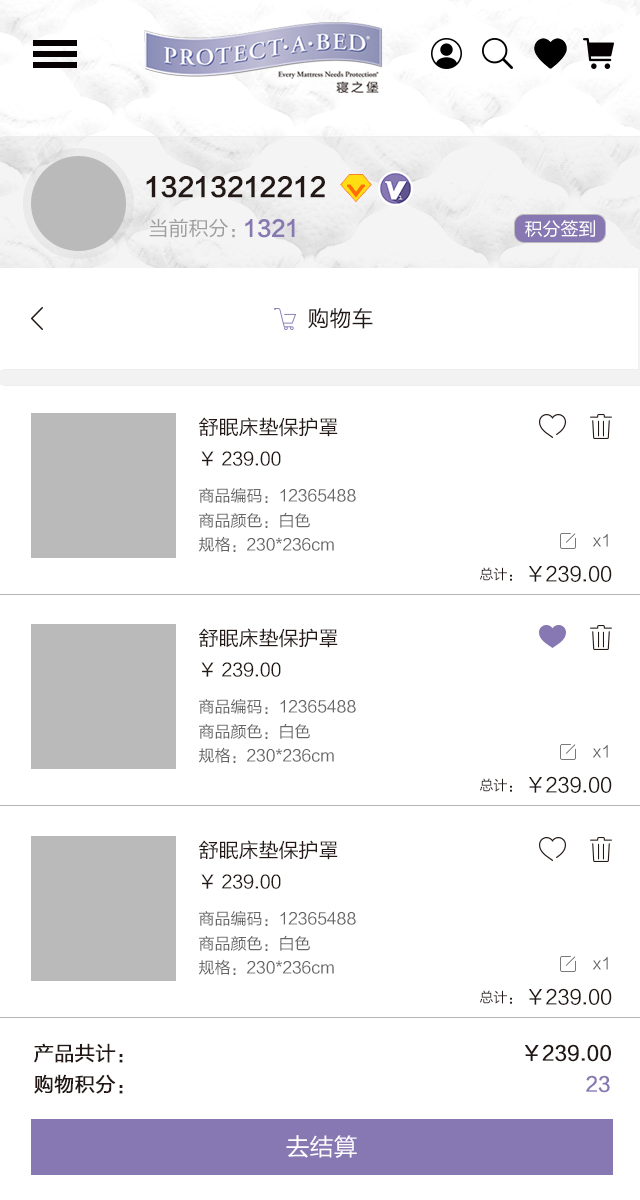 PROTECT·A·BED®
Every Mattress Needs Protection®
寝之堡
13213212212
当前积分：1321
积分签到
购物车
舒眠床垫保护罩
￥ 239.00
商品编码：12365488
商品颜色：白色
规格：230*236cm
x1
总计：￥239.00
舒眠床垫保护罩
￥ 239.00
商品编码：12365488
商品颜色：白色
规格：230*236cm
x1
总计：￥239.00
舒眠床垫保护罩
￥ 239.00
商品编码：12365488
商品颜色：白色
规格：230*236cm
x1
总计：￥239.00
产品共计：￥239.00
购物积分：23
去结算